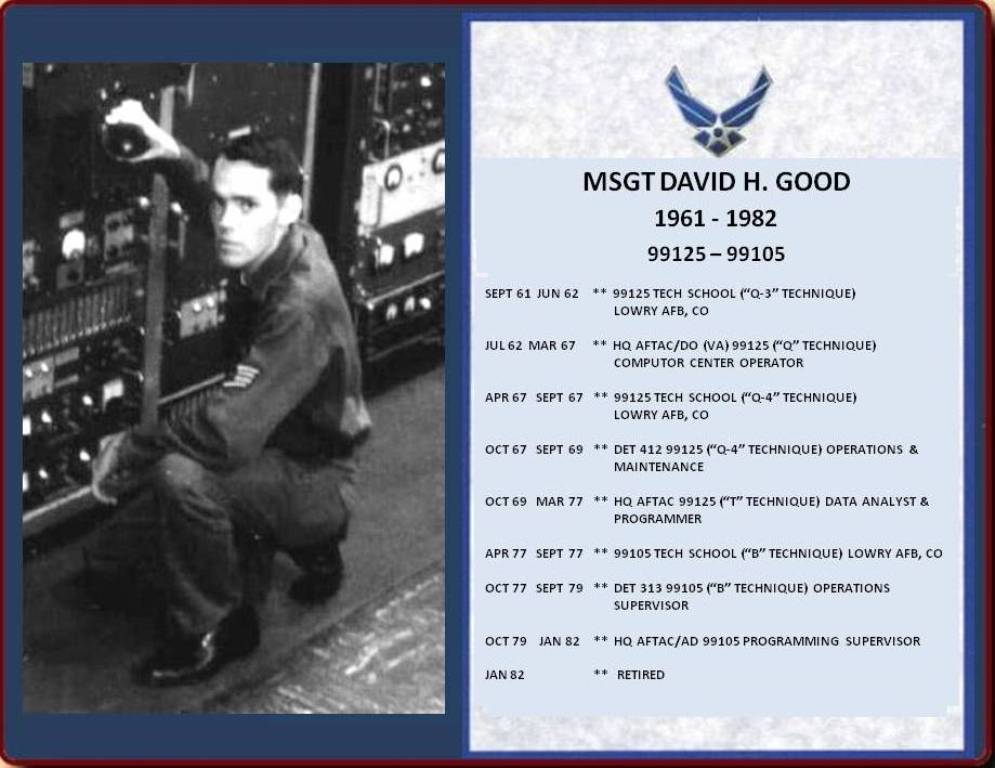 MSGT DAVID H. GOOD
1961 - 1982
99125 – 99105
SEPT 61 JUN 62 ** 99125 TECH SCHOOL (“Q-3” TECHNIQUE)
LOWRY AFB, CO
JUL 62 MAR 67 ** HQ AFTAC/DO (VA) 99125 (“Q” TECHNIQUE)
COMPUTOR CENTER OPERATOR
APR 67 SEPT 67 ** 99125 TECH SCHOOL (“Q-4” TECHNIQUE)
LOWRY AFB, CO
OCT 67 SEPT 69 ** DET 412 99125 (“Q-4” TECHNIQUE) OPERATIONS &
MAINTENANCE
OCT 69 MAR 77 ** HQ AFTAC 99125 (“T” TECHNIQUE) DATA ANALYST &
PROGRAMMER
APR 77 SEPT 77 ** 99105 TECH SCHOOL (“B” TECHNIQUE) LOWRY AFB, CO
OCT 77 SEPT 79 ** DET 313 99105 (“B” TECHNIQUE) OPERATIONS
SUPERVISOR
OCT 79 JAN 82 ** HQ AFTAC/AD 99105 PROGRAMMING SUPERVISOR
JAN 82 ** RETIRED